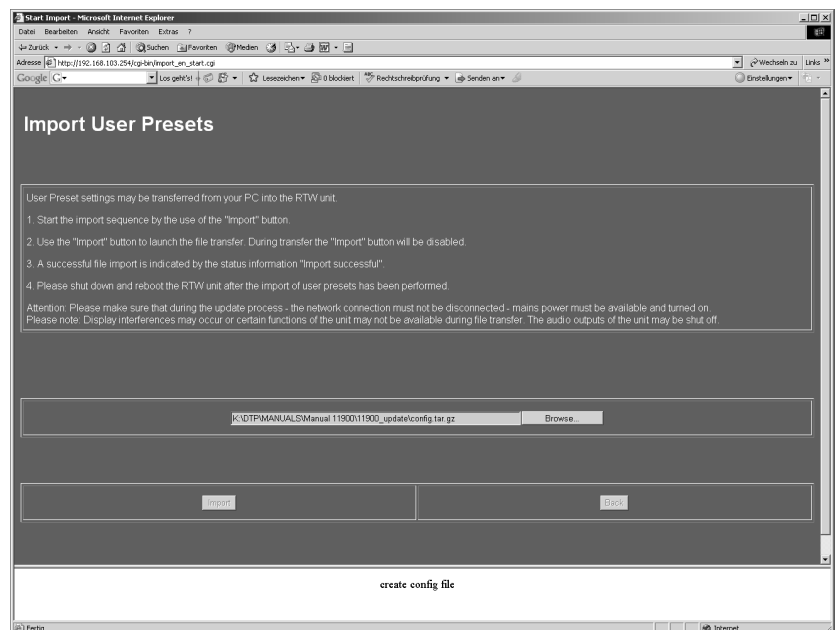 Start Import - Microsoft Internet Explorer
Datei Bearbeiten Ansicht Favoriten Extras ?
Zurück Suchen Favoriten Medien
Adresse http://192.168.103.254/cgi-bin/import_en_start.cgi Wechseln zu Links »
Google G Los geht's! Lesezeichen 0 blockiert Rechtschreibprüfung Senden an Einstellungen
Import User Presets
User Preset settings may be transferred from your PC into the RTW unit.
1. Start the import sequence by the use of the "Import" button.
2. Use the "Import" button to launch the file transfer. During transfer the "Import" button will be disabled.
3. A successful file import is indicated by the status information "Import successful".
4. Please shut down and reboot the RTW unit after the import of user presets has been performed.
Attention: Please make sure that during the update process - the network connection must not be disconnected - mains power must be available and turned on.
Please note: Display interferences may occur or certain functions of the unit may not be available during file transfer. The audio outputs of the unit may be shut off.
K:\DTP\MANUALS\Manual 11900\11900_update\config.tar.gz Browse...
Import Back
create config file
Fertig Internet